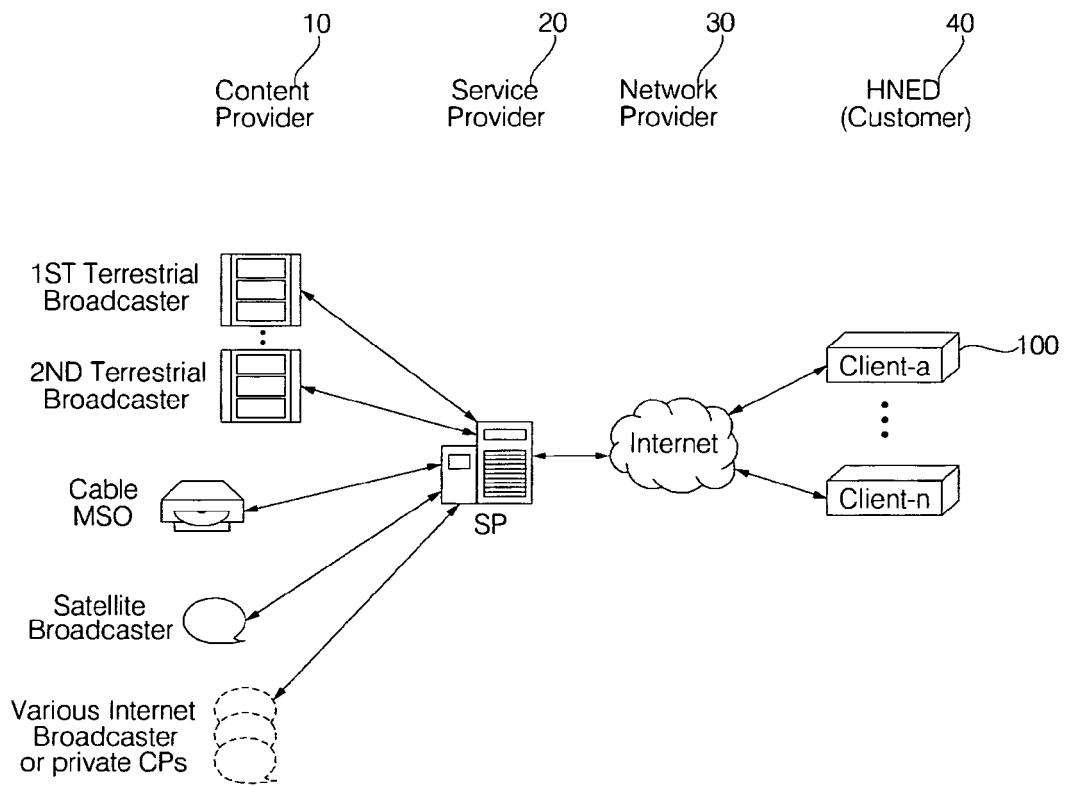 10
20
30
40
Content
Provider
Service
Provider
Network
Provider
HNED
(Customer)
1ST Terrestrial
Broadcaster
2ND Terrestrial
Broadcaster
Cable
MSO
Satellite
Broadcaster
Various Internet
Broadcaster
or private CPs
SP
Internet
Client-a
100
Client-n